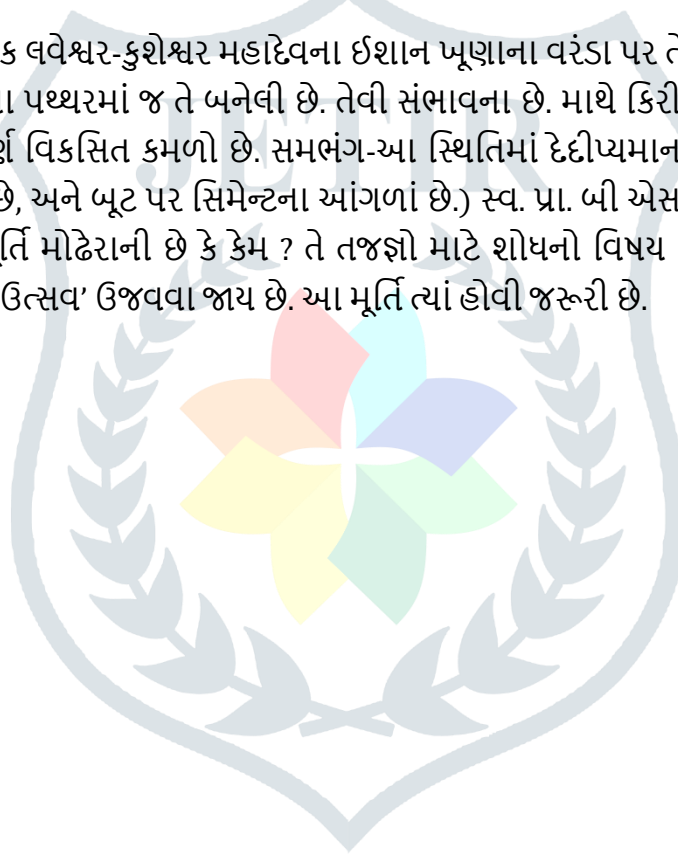 લવેશ્વર-કુશેશ્વર મહાદેવના ઈશાન ખૂણાના વરંડા પર
પથ્થરમાં જ તે બનેલી છે. તેવી સંભાવના છે. માથે
વિકસિત કમળો છે. સમભંગ-આ સ્થિતિમાં દેદીપ્યમાન
છે, અને બૂટ પર સિમેન્ટના આંગળાં છે.) સ્વ. પ્રા. બી એસ
મોઢેરાની છે કે કેમ ? તે તજજ્ઞો માટે શોધનો વિષય
ઉત્સવ’ ઉજવવા જાય છે. આ મૂર્તિ ત્યાં હોવી જરૂરી છે.
JETIR